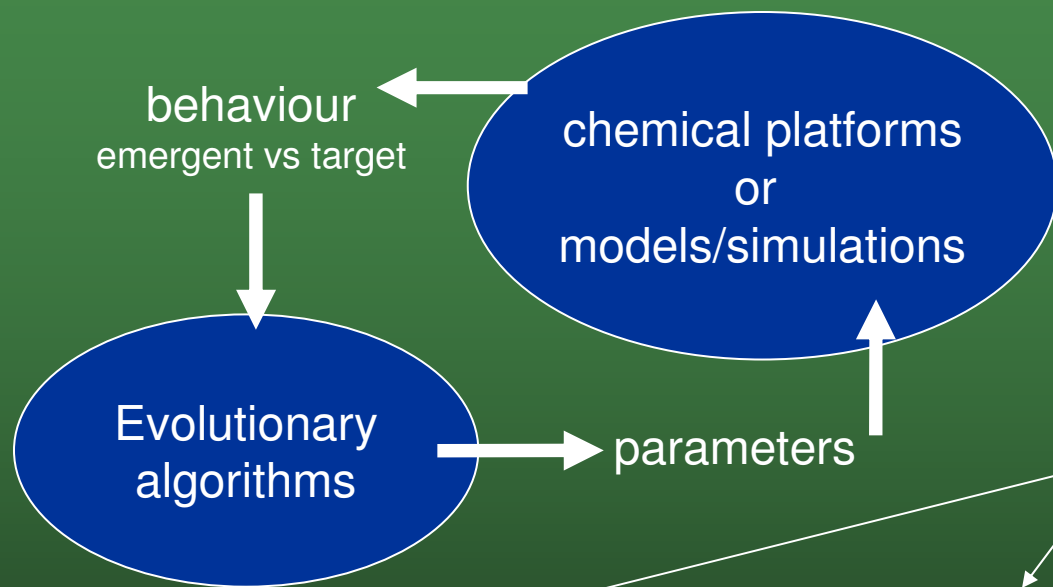 behaviour
emergent vs target
chemical platforms
or
models/simulations
Evolutionary
algorithms
parameters